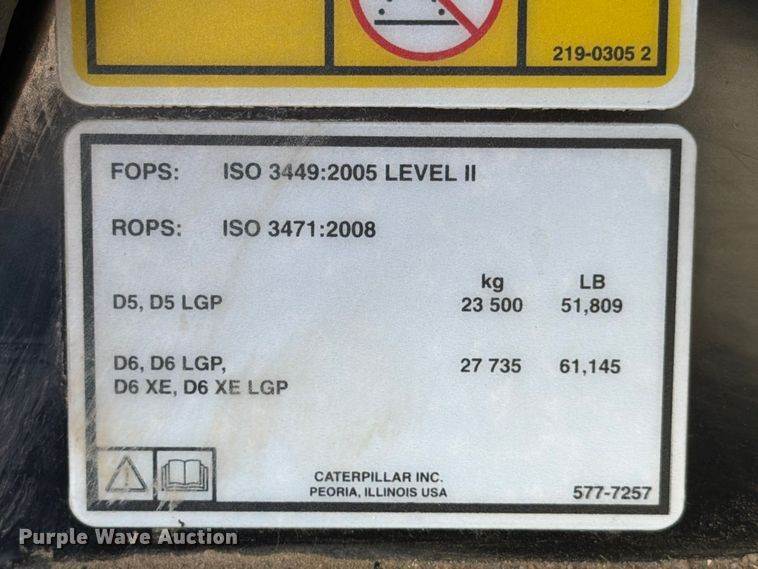 219-0305 2
FOPS: ISO 3449:2005 LEVEL II
ROPS: ISO 3471:2008
kg LB
D5, D5 LGP 23 500 51,809
D6, D6 LGP, 27 735 61,145
D6 XE, D6 XE LGP
CATERPILLAR INC.
PEORIA, ILLINOIS USA
577-7257
Purple Wave Auction